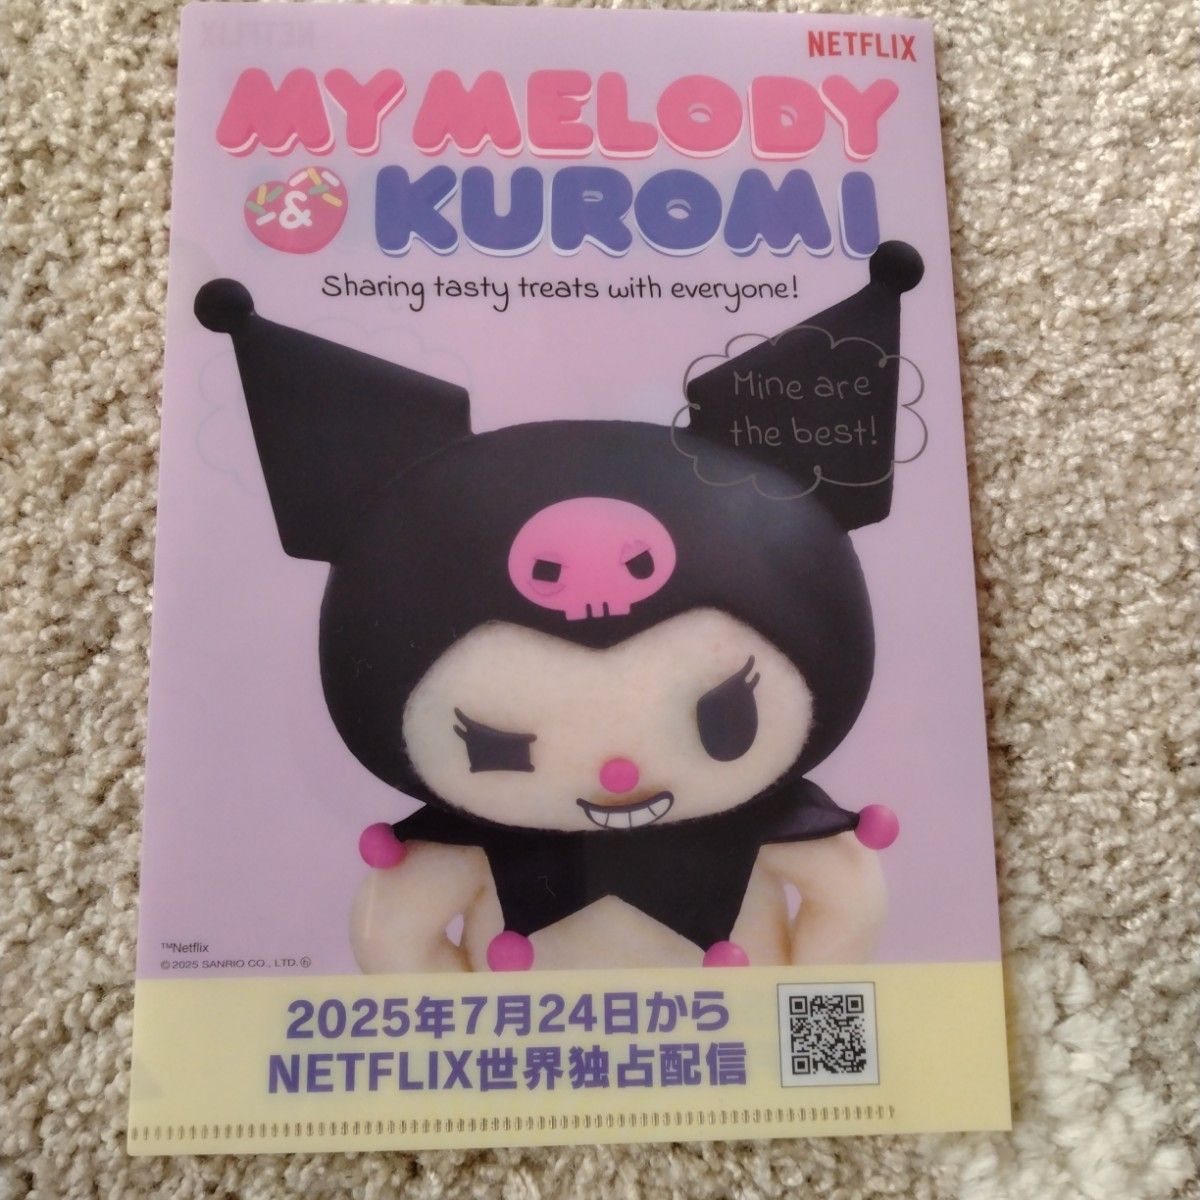 NETFLIX
MY MELODY
& KUROMI
Sharing tasty treats with everyone!
Mine are
the best!
™Netflix
© 2025 SANRIO CO., LTD. ⓗ
2025年7月24日から
NETFLIX世界独占配信